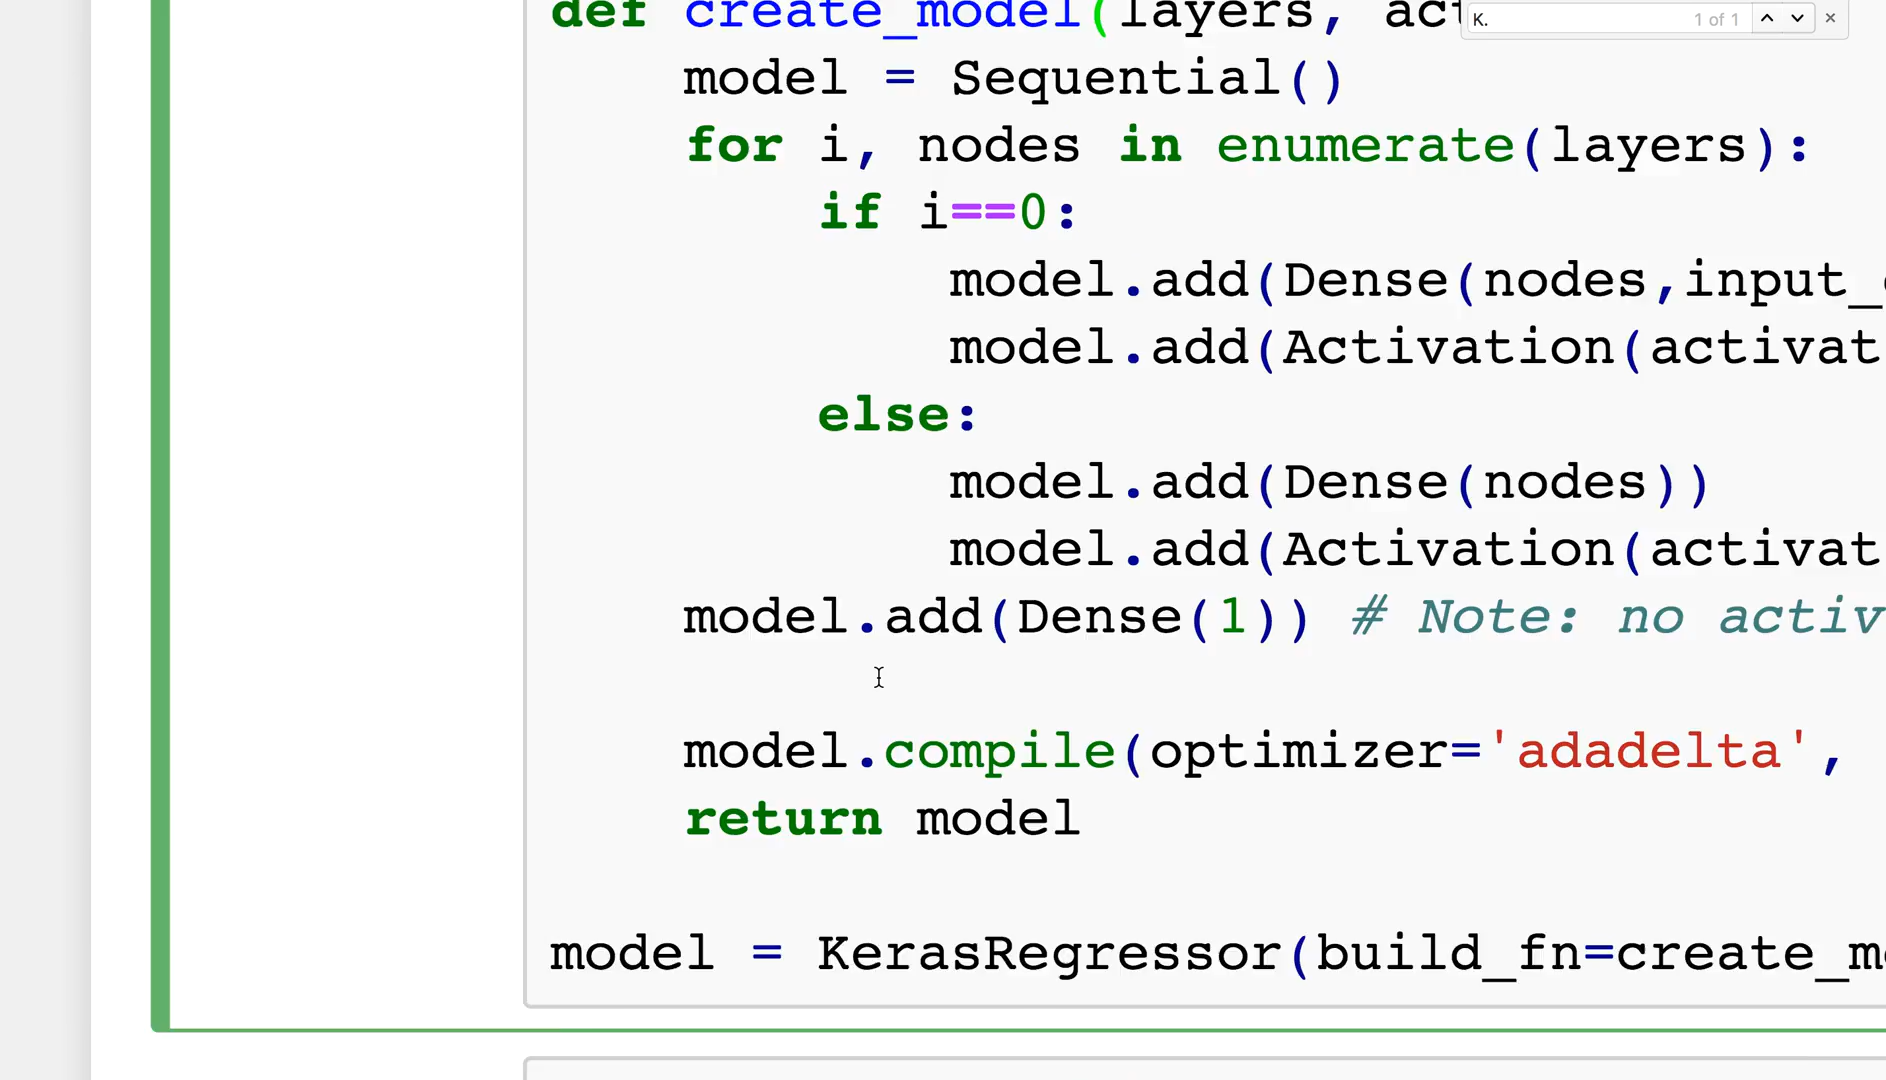 def create_model(layers, act
K.
1 of 1
model = Sequential()
for i, nodes in enumerate(layers):
if i==0:
model.add(Dense(nodes,input_
model.add(Activation(activat
else:
model.add(Dense(nodes))
model.add(Activation(activat
model.add(Dense(1)) # Note: no activ
model.compile(optimizer='adadelta',
return model
model = KerasRegressor(build_fn=create_m